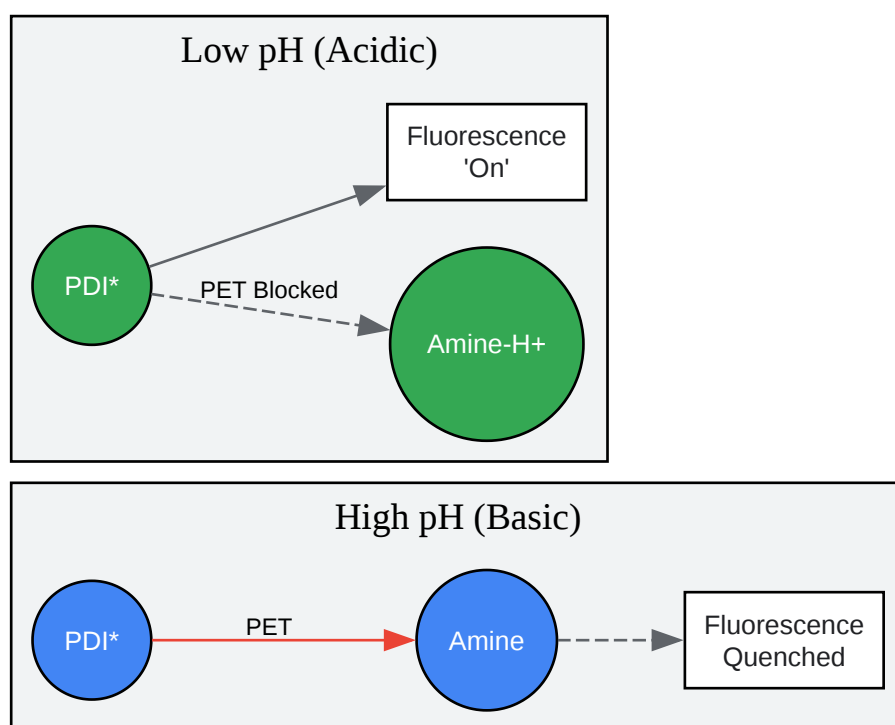 Low pH (Acidic)
Fluorescence
'On'
PDI*
PET Blocked
Amine-H+
High pH (Basic)
PDI*
PET
Amine
Fluorescence
Quenched